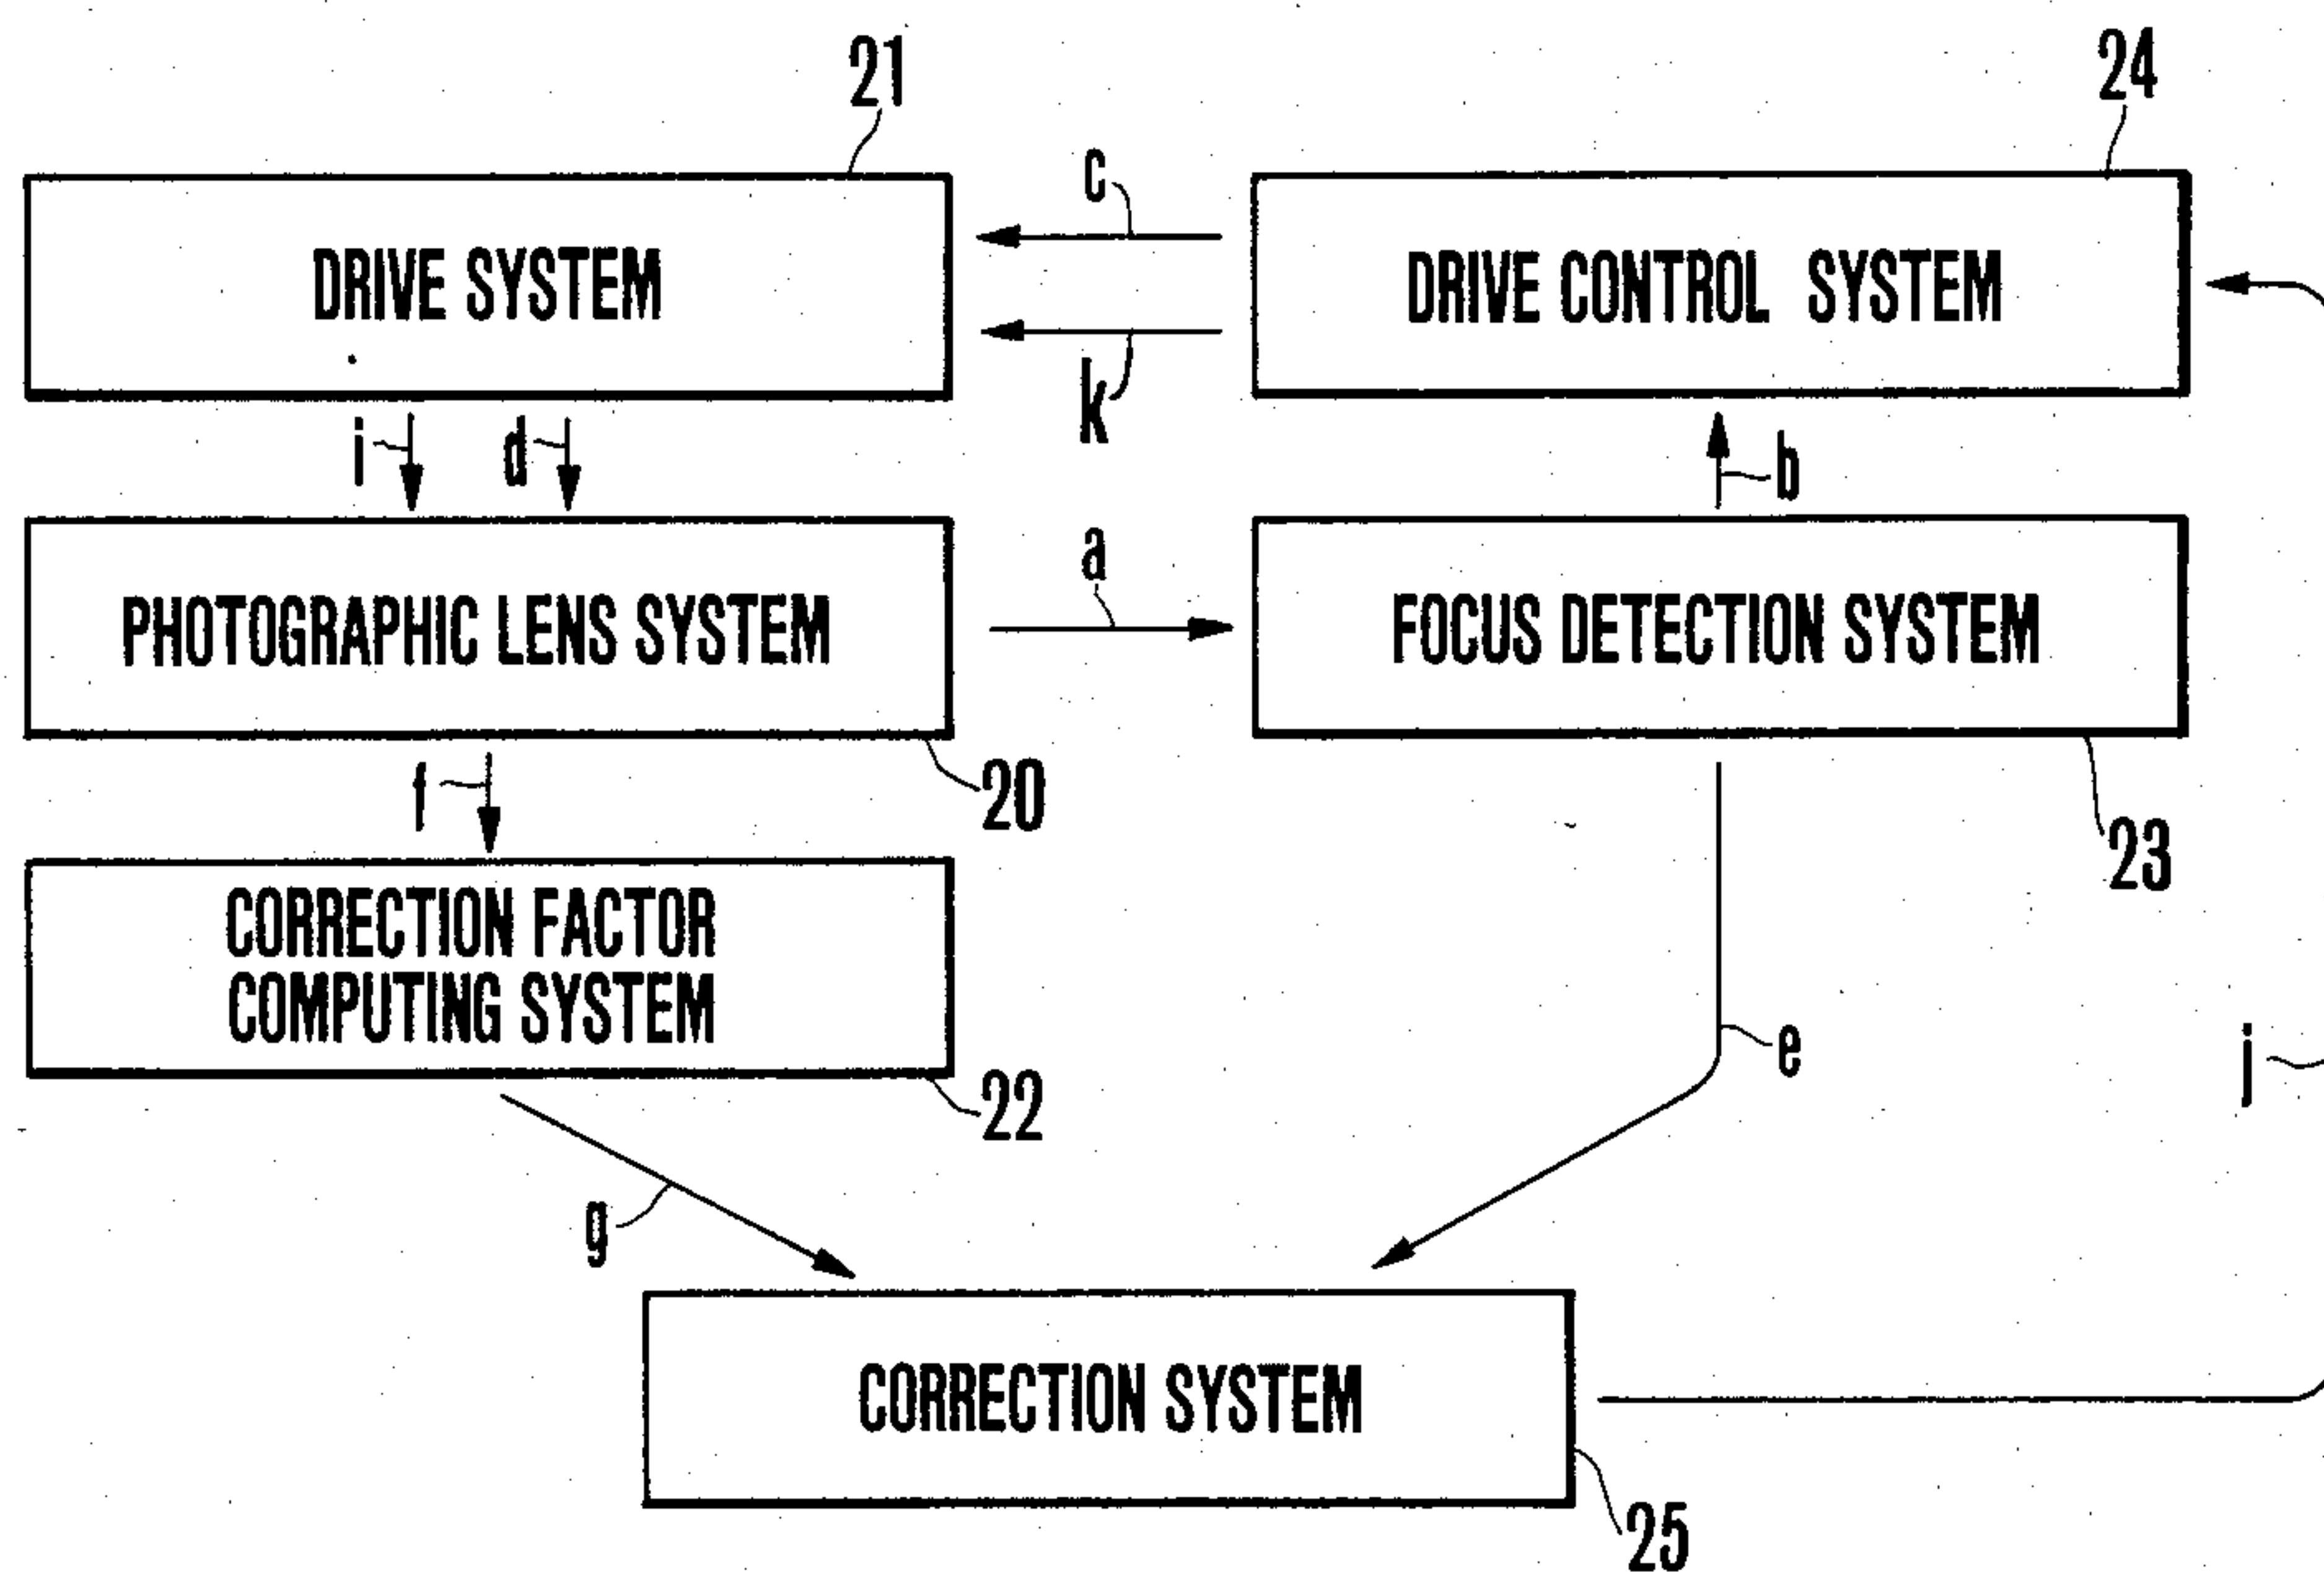 21
24
c
DRIVE SYSTEM
DRIVE CONTROL SYSTEM
k
i
d
b
a
PHOTOGRAPHIC LENS SYSTEM
FOCUS DETECTION SYSTEM
f
20
23
CORRECTION FACTOR
COMPUTING SYSTEM
e
j
22
g
CORRECTION SYSTEM
25